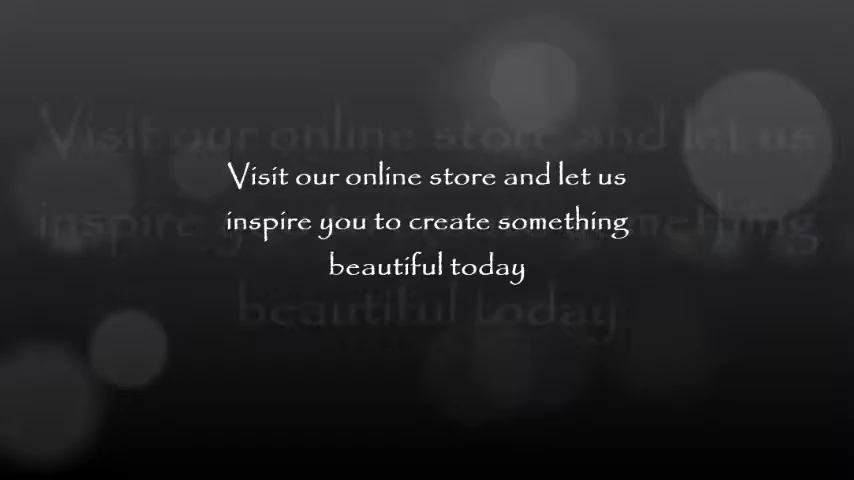 Visit our online store and let us
inspire you to create something
beautiful today